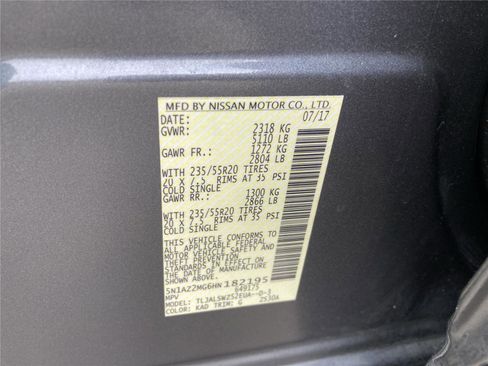 MFD BY NISSAN MOTOR CO., LTD.
DATE: 07/17
GVWR: 2318 KG
5110 LB
GAWR FR.: 1272 KG
2804 LB
WITH 235/55R20 TIRES
20 X 7.5 RIMS AT 35 PSI
COLD SINGLE
GAWR RR.: 1300 KG
2866 LB
WITH 235/55R20 TIRES
20 X 7.5 RIMS AT 35 PSI
COLD SINGLE
THIS VEHICLE CONFORMS TO
ALL APPLICABLE FEDERAL
MOTOR VEHICLE SAFETY
STANDARDS IN EFFECT ON
THE DATE OF MANUFACTURE
SHOWN ABOVE.
5N1AZ2MG6HN182195
MPV 649175
MODEL: TLJALSWZ52EUA--D-J
COLOR: KAD TRIM: G 2530A